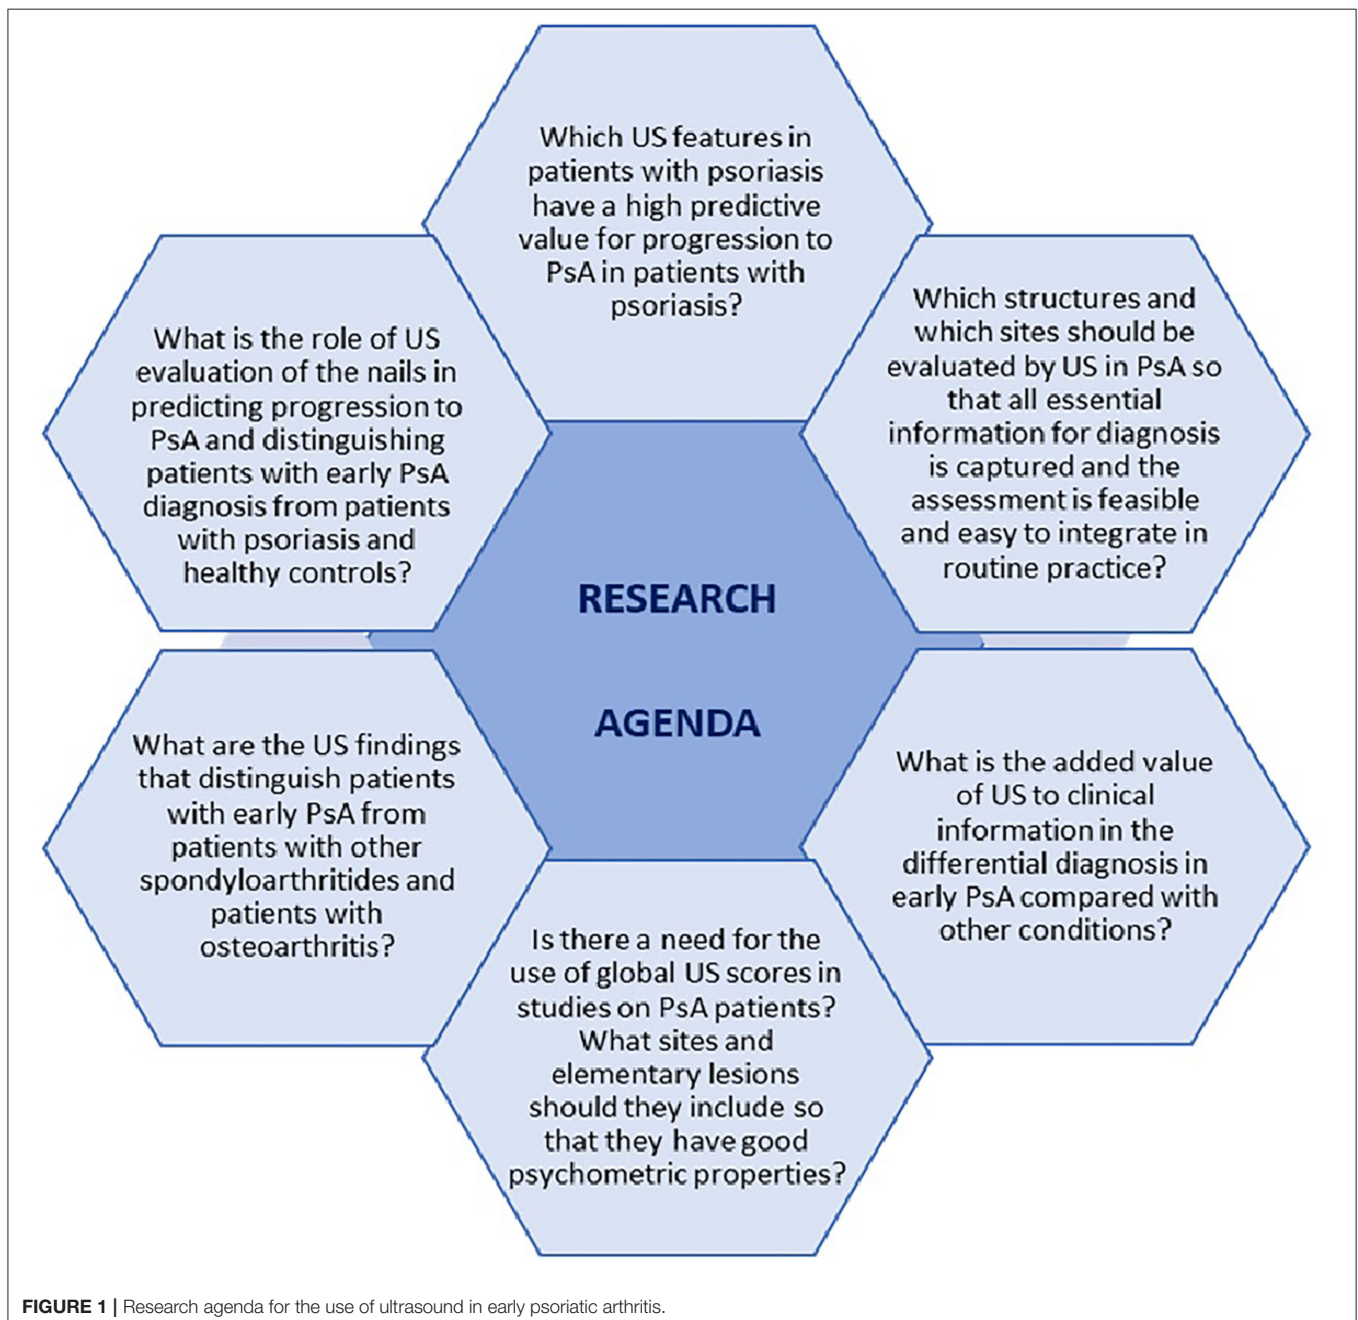 Which US features in
patients with psoriasis
have a high predictive
value for progression to
PsA in patients with
psoriasis?
Which structures and
which sites should be
evaluated by US in PsA so
that all essential
information for diagnosis
is captured and the
assessment is feasible
and easy to integrate in
routine practice?
What is the added value
of US to clinical
information in the
differential diagnosis in
early PsA compared with
other conditions?
Is there a need for the
use of global US scores in
studies on PsA patients?
What sites and
elementary lesions
should they include so
that they have good
psychometric properties?
What are the US findings
that distinguish patients
with early PsA from
patients with other
spondyloarthritides and
patients with
osteoarthritis?
What is the role of US
evaluation of the nails in
predicting progression to
PsA and distinguishing
patients with early PsA
diagnosis from patients
with psoriasis and
healthy controls?
RESEARCH
AGENDA
FIGURE 1 | Research agenda for the use of ultrasound in early psoriatic arthritis.